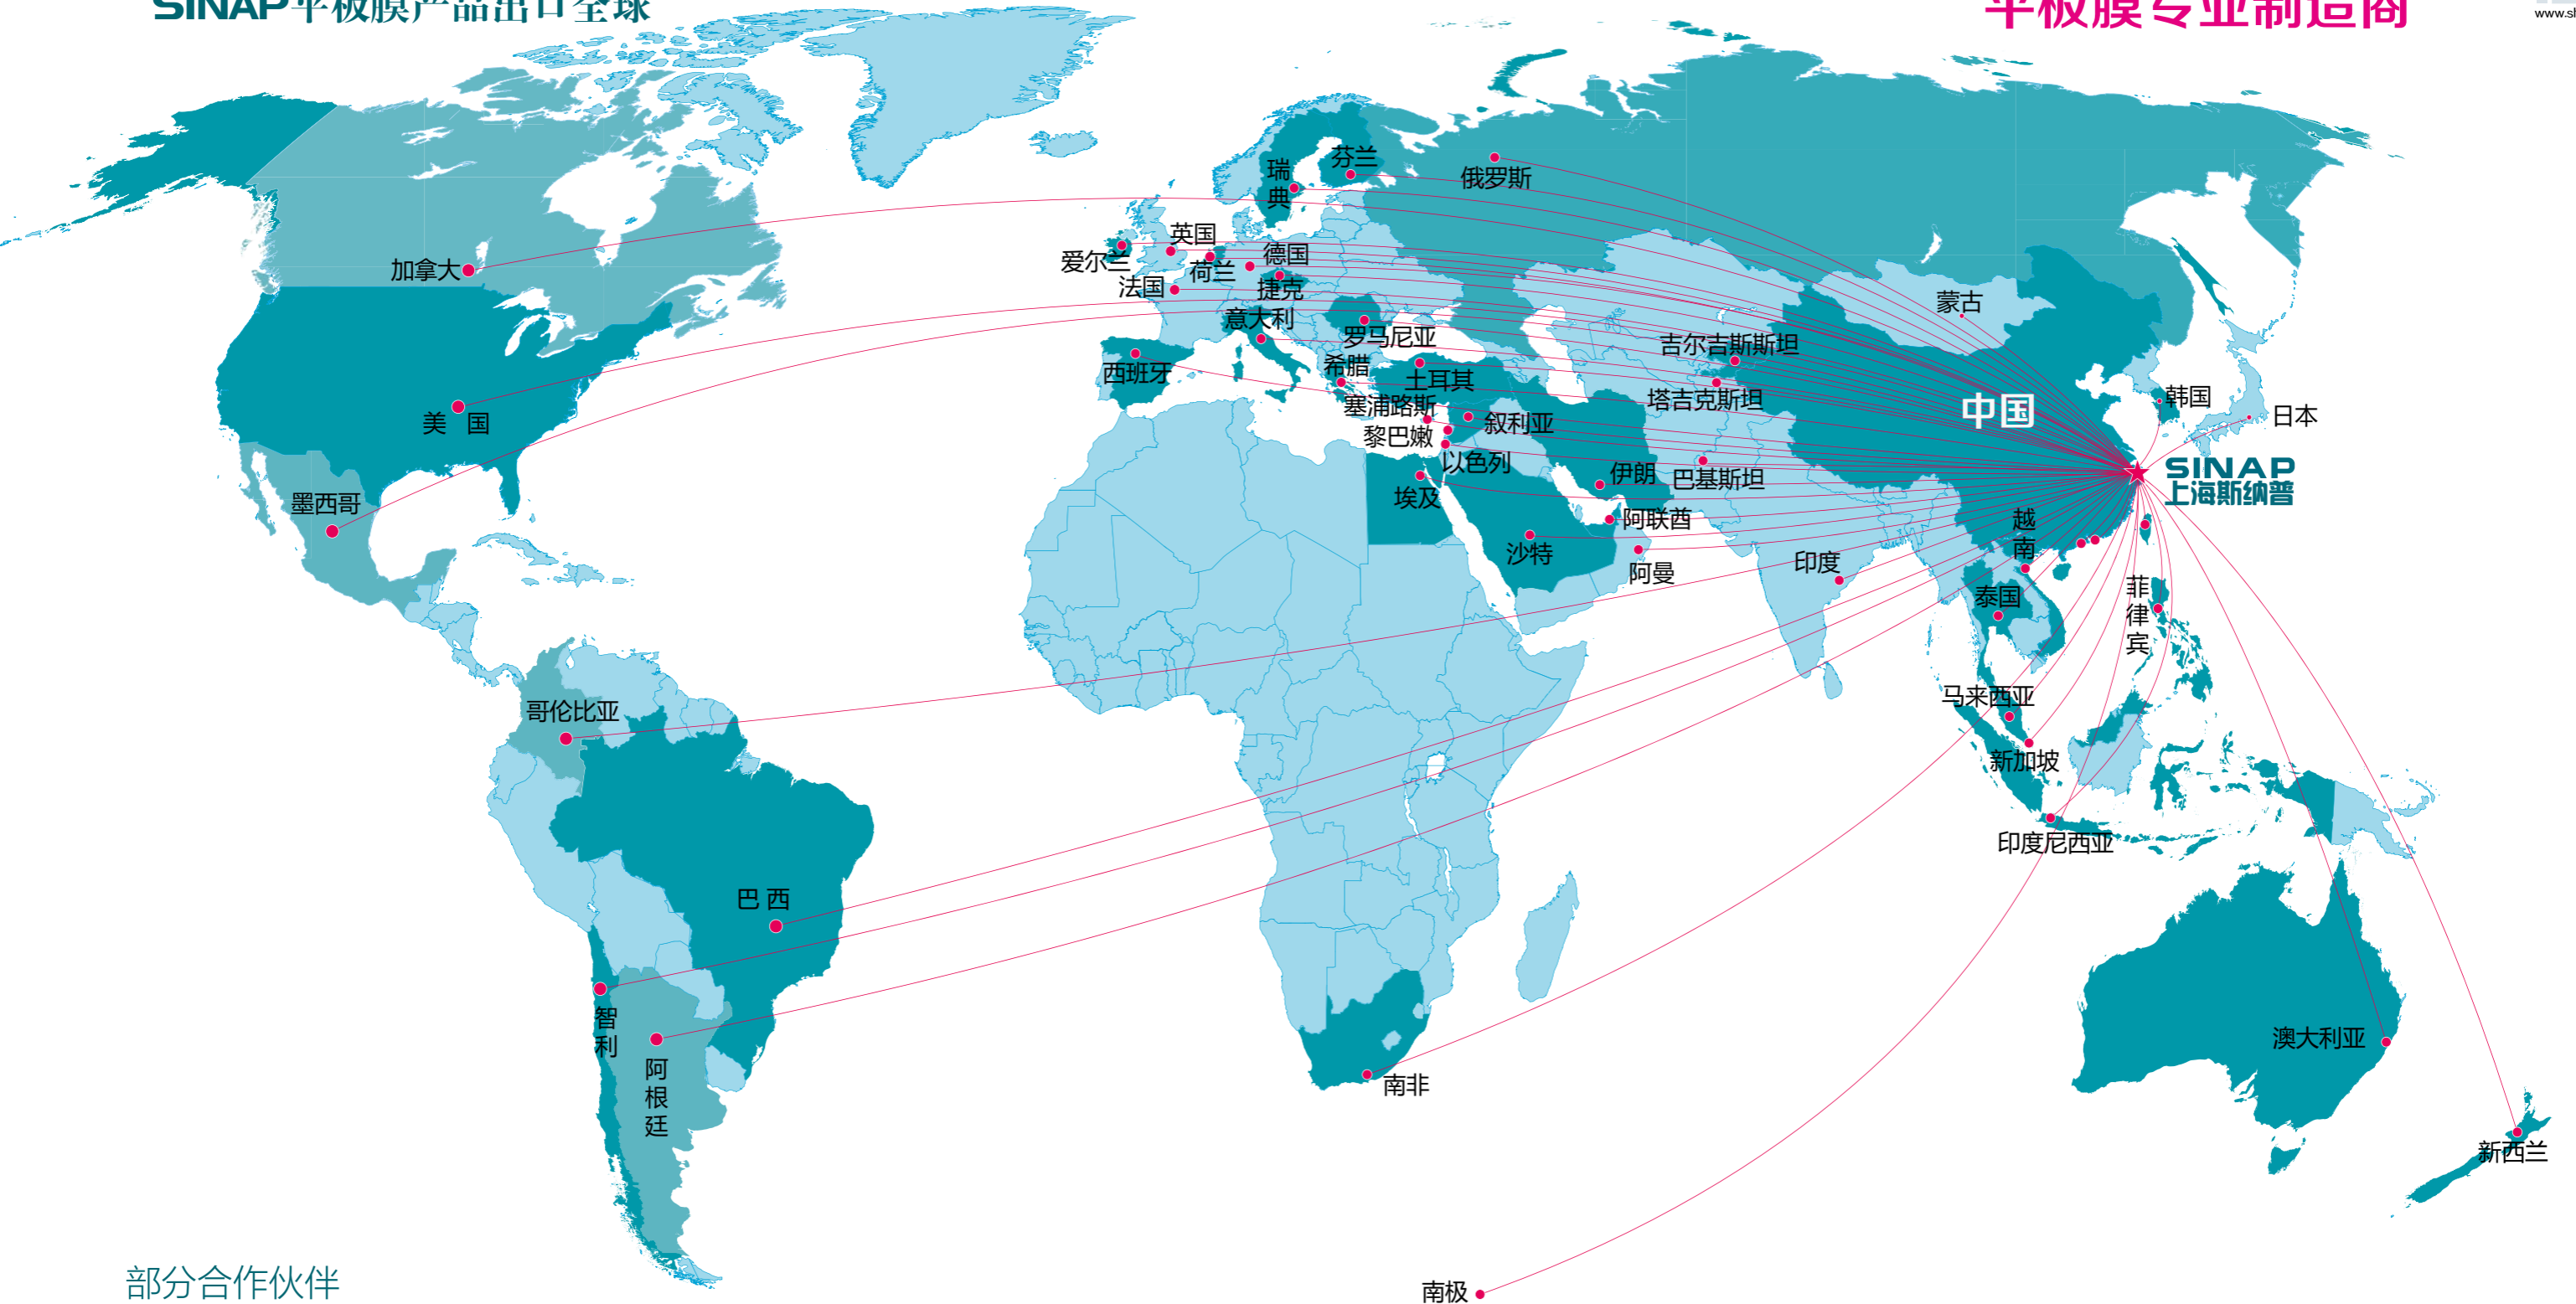 SINAP平板膜产品出口全球
平板膜专业制造商
www.sl
芬兰
瑞典
俄罗斯
英国
爱尔兰
荷兰
德国
加拿大
法国
捷克
蒙古
意大利
罗马尼亚
吉尔吉斯斯坦
希腊
西班牙
土耳其
塔吉克斯坦
韩国
塞浦路斯
中国
日本
美 国
叙利亚
黎巴嫩
以色列
伊朗
巴基斯坦
SINAP
上海斯纳普
埃及
墨西哥
阿联酋
越南
沙特
印度
阿曼
泰国
菲律宾
马来西亚
哥伦比亚
新加坡
印度尼西亚
巴 西
智利
澳大利亚
阿根廷
南非
新西兰
部分合作伙伴
南极